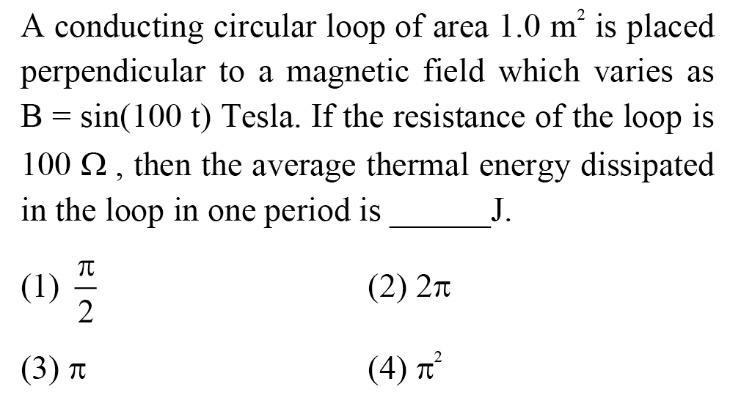 A conducting circular loop of area 1.0 m² is placed
perpendicular to a magnetic field which varies as
B = sin(100 t) Tesla. If the resistance of the loop is
100 Ω , then the average thermal energy dissipated
in the loop in one period is ______J.
(1) π/2 (2) 2π
(3) π (4) π²